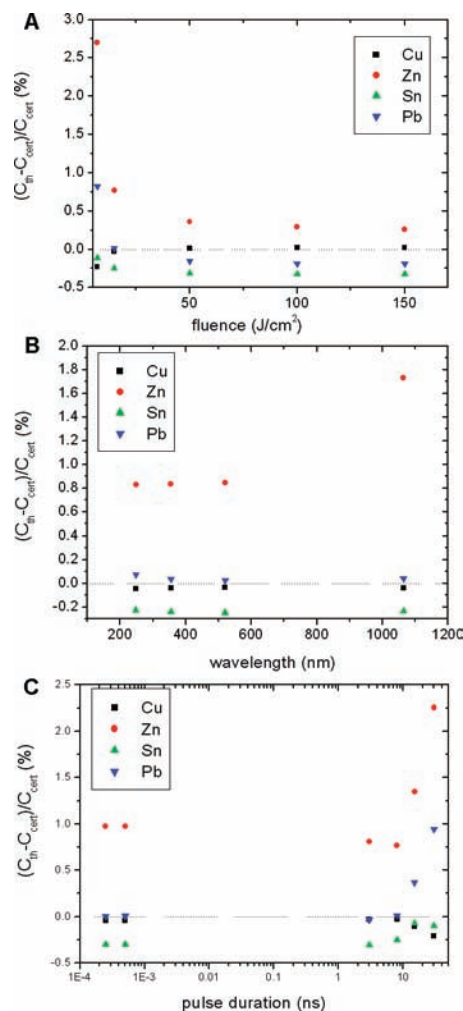 A
3.0
2.5
2.0
1.5
1.0
0.5
0.0
-0.5
(C_th-C_cert)/C_cert (%)
Cu
Zn
Sn
Pb
50
100
150
fluence (J/cm²)
B
2.0
1.8
1.6
1.4
1.2
1.0
0.8
0.6
0.4
0.2
0.0
-0.2
(C_th-C_cert)/C_cert (%)
Cu
Zn
Sn
Pb
200
400
600
800
1000
1200
wavelength (nm)
C
2.5
2.0
1.5
1.0
0.5
0.0
-0.5
(C_th-C_cert)/C_cert (%)
Cu
Zn
Sn
Pb
1E-4
1E-3
0.01
0.1
1
10
pulse duration (ns)